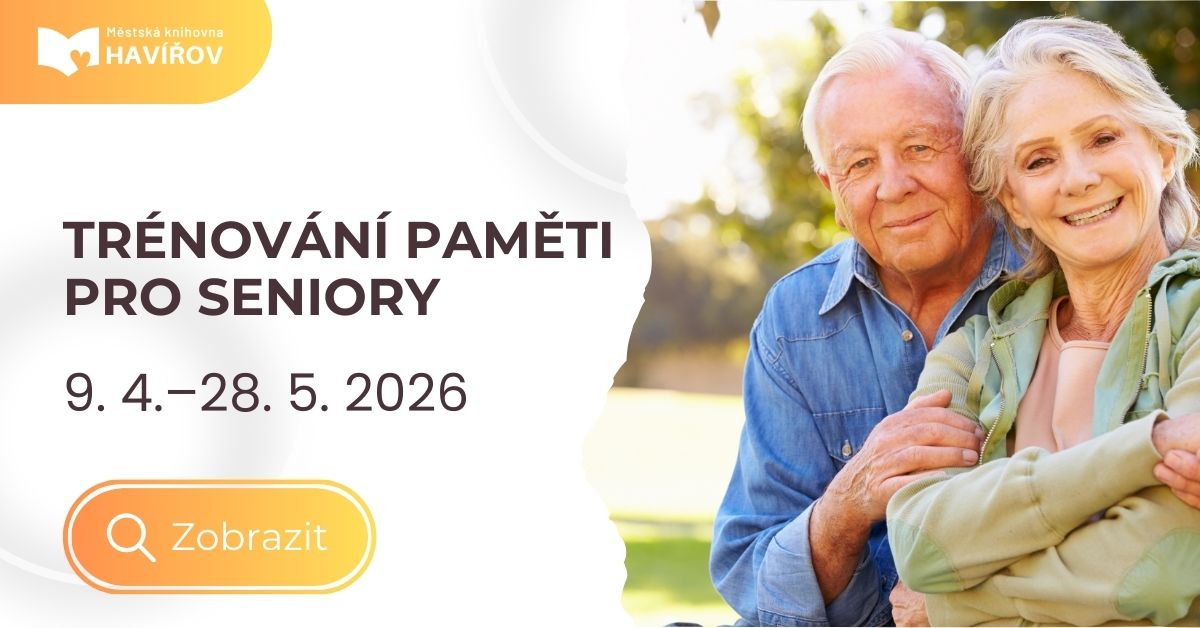 Městská knihovna
HAVÍŘOV
TRÉNOVÁNÍ PAMĚTI
PRO SENIORY
9. 4.–28. 5. 2026
Zobrazit